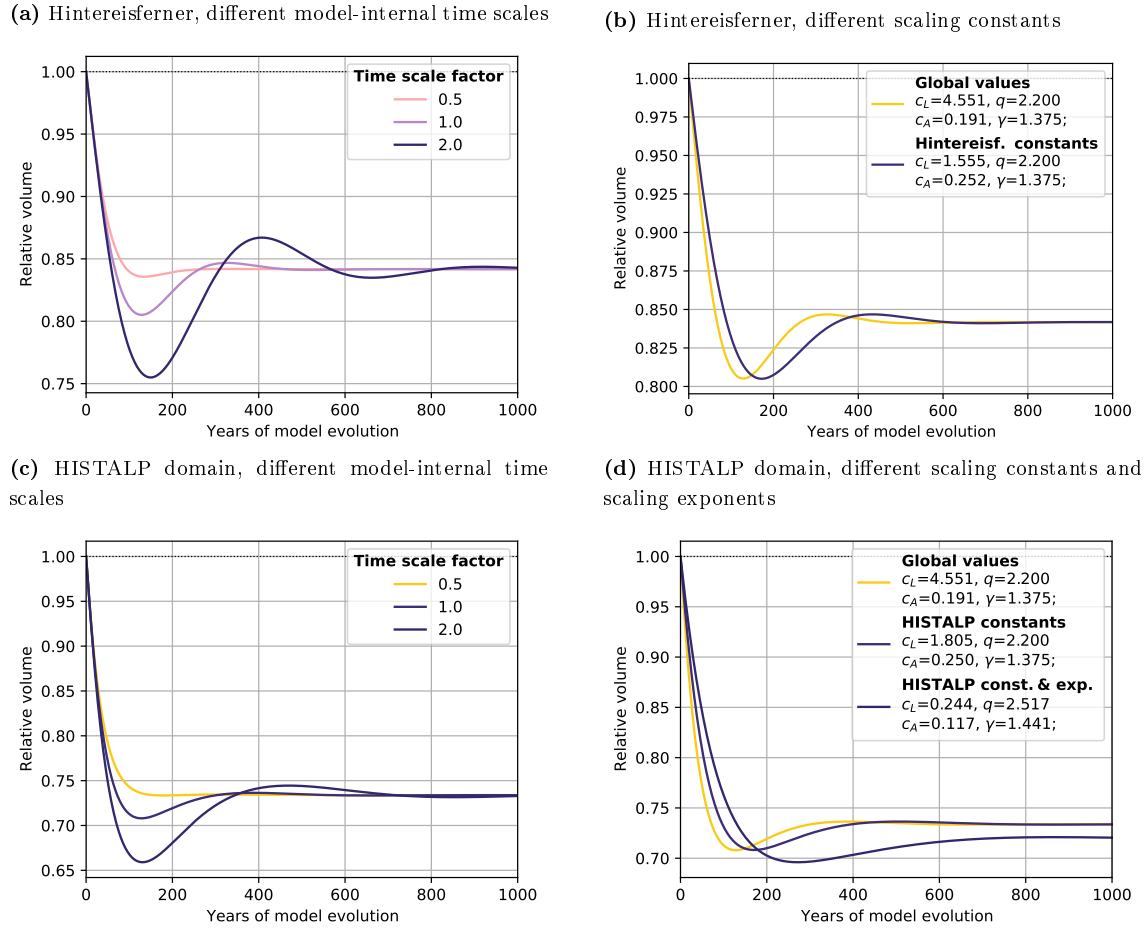 (a) Hintereisferner, different model-internal time scales
1.00
0.95
0.90
0.85
0.80
0.75
Relative volume
Time scale factor
0.5
1.0
2.0
0 200 400 600 800 1000
Years of model evolution
(b) Hintereisferner, different scaling constants
1.000
0.975
0.950
0.925
0.900
0.875
0.850
0.825
0.800
Relative volume
Global values
c_L=4.551, q=2.200
c_A=0.191, γ=1.375;
Hintereisf. constants
c_L=1.555, q=2.200
c_A=0.252, γ=1.375;
0 200 400 600 800 1000
Years of model evolution
(c) HISTALP domain, different model-internal time
scales
1.00
0.95
0.90
0.85
0.80
0.75
0.70
0.65
Relative volume
Time scale factor
0.5
1.0
2.0
0 200 400 600 800 1000
Years of model evolution
(d) HISTALP domain, different scaling constants and
scaling exponents
1.00
0.95
0.90
0.85
0.80
0.75
0.70
Relative volume
Global values
c_L=4.551, q=2.200
c_A=0.191, γ=1.375;
HISTALP constants
c_L=1.805, q=2.200
c_A=0.250, γ=1.375;
HISTALP const. & exp.
c_L=0.244, q=2.517
c_A=0.117, γ=1.441;
0 200 400 600 800 1000
Years of model evolution